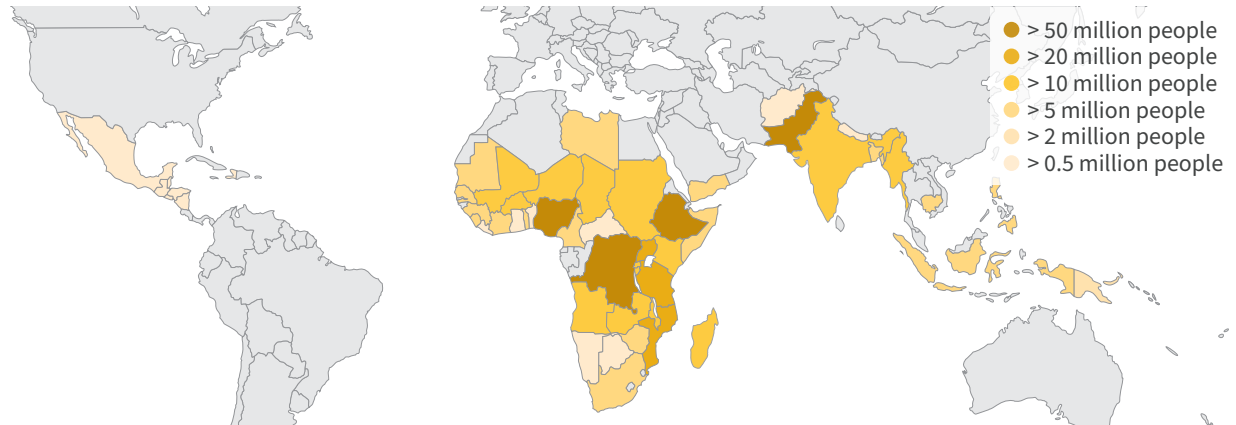 > 50 million people
> 20 million people
> 10 million people
> 5 million people
> 2 million people
> 0.5 million people